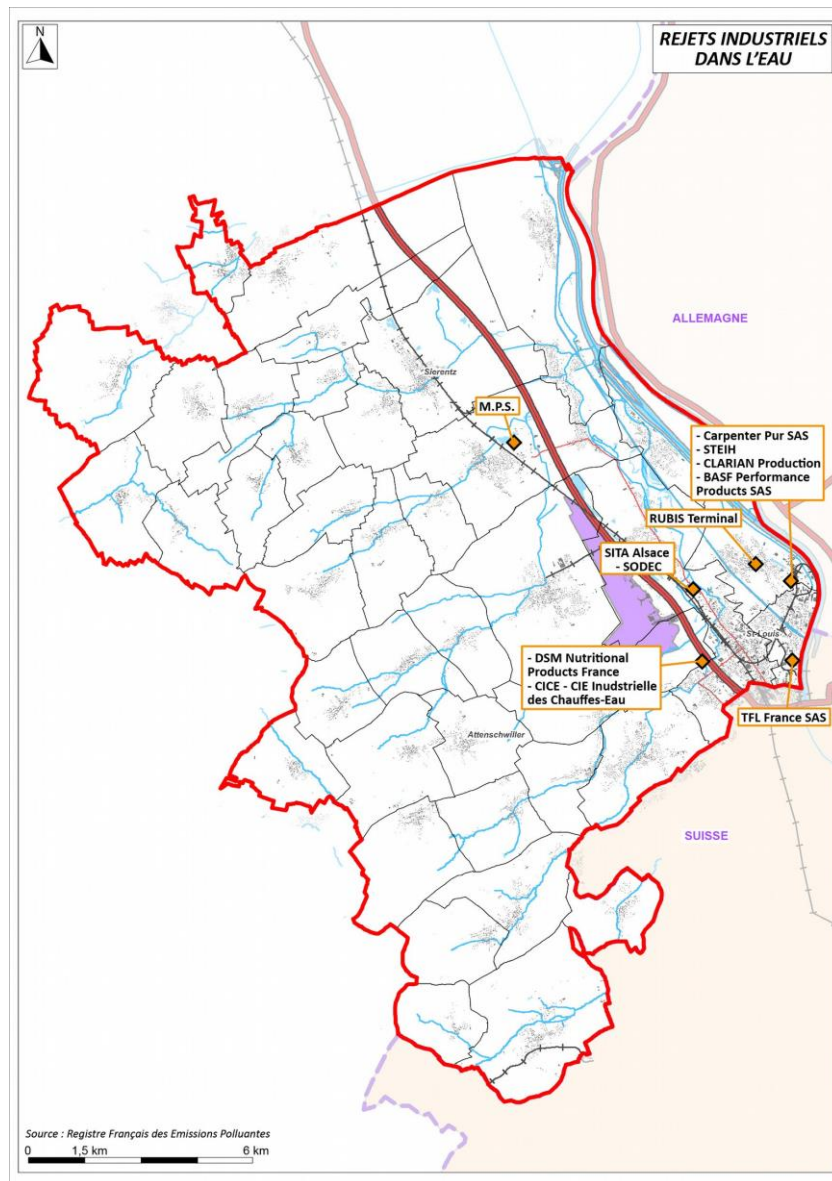 N
REJETS INDUSTRIELS
DANS L'EAU
ALLEMAGNE
Sierentz
M.P.S.
- Carpenter Pur SAS
- STEIH
- CLARIAN Production
- BASF Performance
Products SAS
RUBIS Terminal
SITA Alsace
- SODEC
St-Louis
- DSM Nutritional
Products France
- CICE - CIE Inudstrielle
des Chauffes-Eau
TFL France SAS
Attenschwiller
SUISSE
Source : Registre Français des Emissions Polluantes
0 1,5 km 6 km